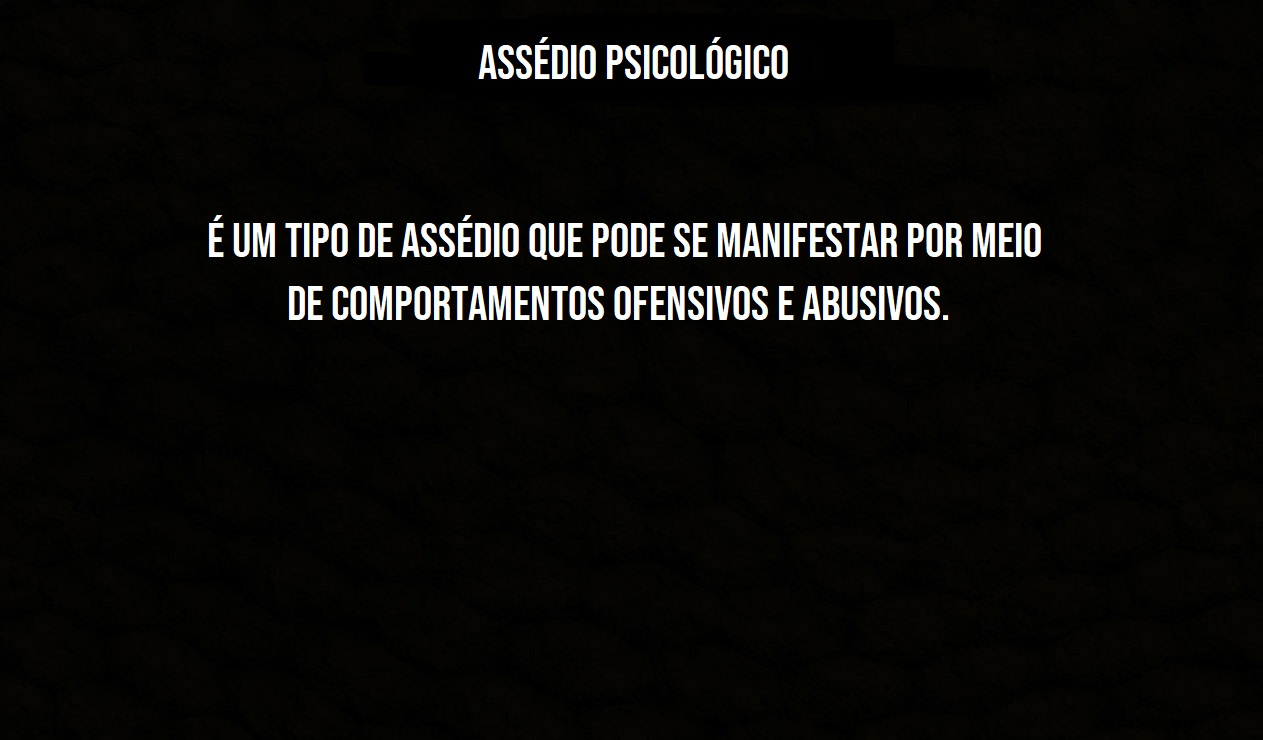 ASSÉDIO PSICOLÓGICO
É UM TIPO DE ASSÉDIO QUE PODE SE MANIFESTAR POR MEIO
DE COMPORTAMENTOS OFENSIVOS E ABUSIVOS.